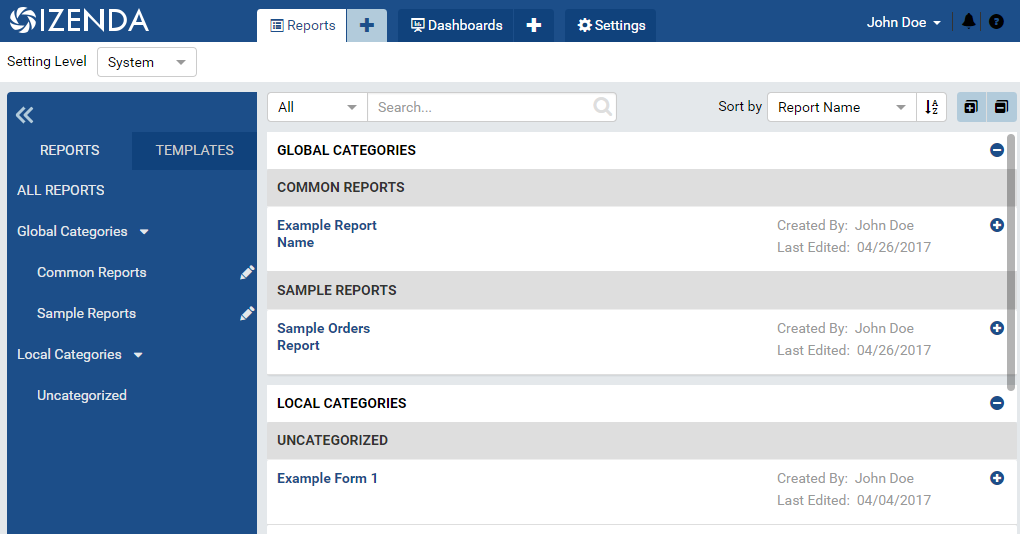 IZENDA
Reports
Dashboards
Settings
John Doe
Setting Level
System
All
Search...
Sort by
Report Name
REPORTS
TEMPLATES
ALL REPORTS
Global Categories
Common Reports
Sample Reports
Local Categories
Uncategorized
GLOBAL CATEGORIES
COMMON REPORTS
Example Report
Name
Created By: John Doe
Last Edited: 04/26/2017
SAMPLE REPORTS
Sample Orders
Report
Created By: John Doe
Last Edited: 04/26/2017
LOCAL CATEGORIES
UNCATEGORIZED
Example Form 1
Created By: John Doe
Last Edited: 04/04/2017